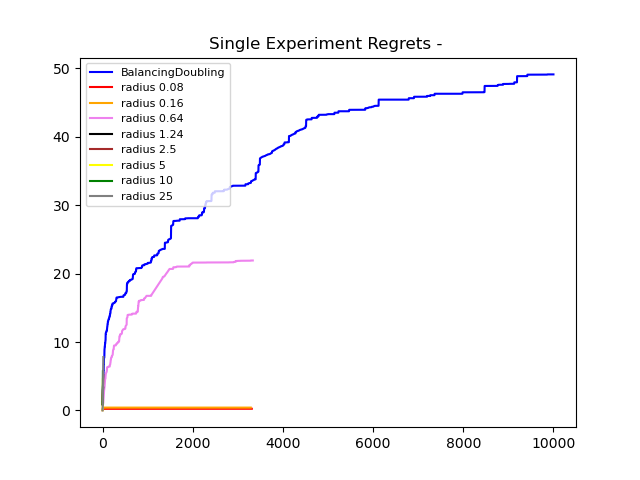 Single Experiment Regrets -
BalancingDoubling
radius 0.08
radius 0.16
radius 0.64
radius 1.24
radius 2.5
radius 5
radius 10
radius 25
50
40
30
20
10
0
0 2000 4000 6000 8000 10000